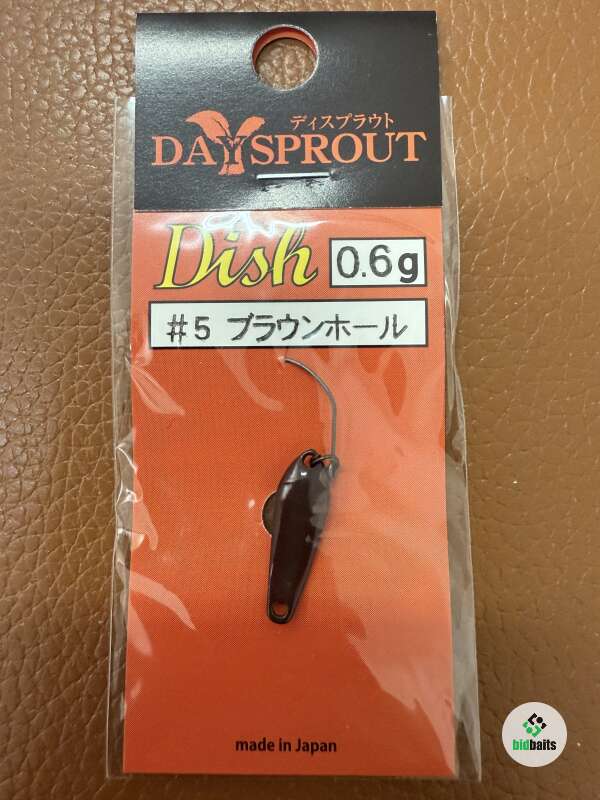 ディスプラウト
DAYSPROUT
Dish 0.6g
#5 ブラウンホール
made in Japan
bidbaits